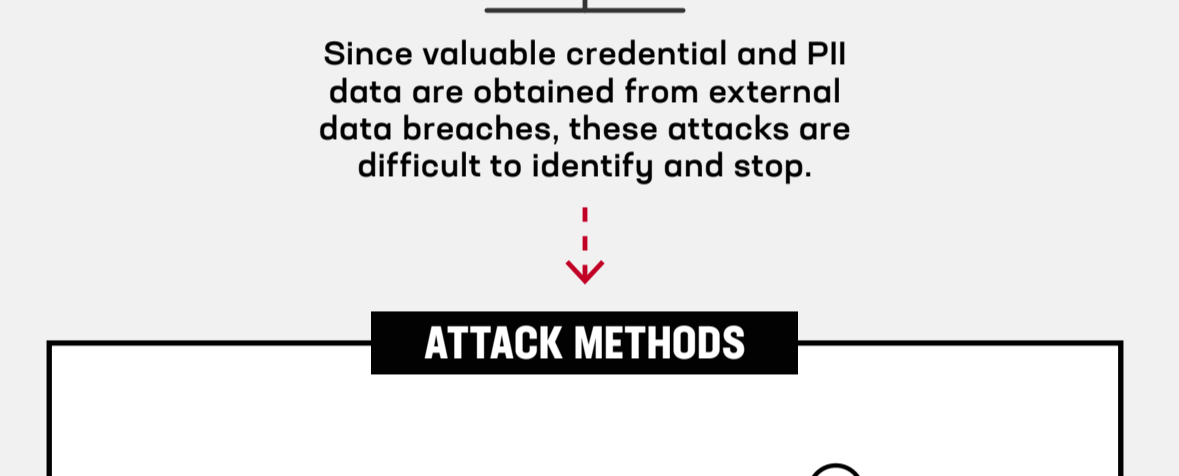 Since valuable credential and PII
data are obtained from external
data breaches, these attacks are
difficult to identify and stop.
ATTACK METHODS